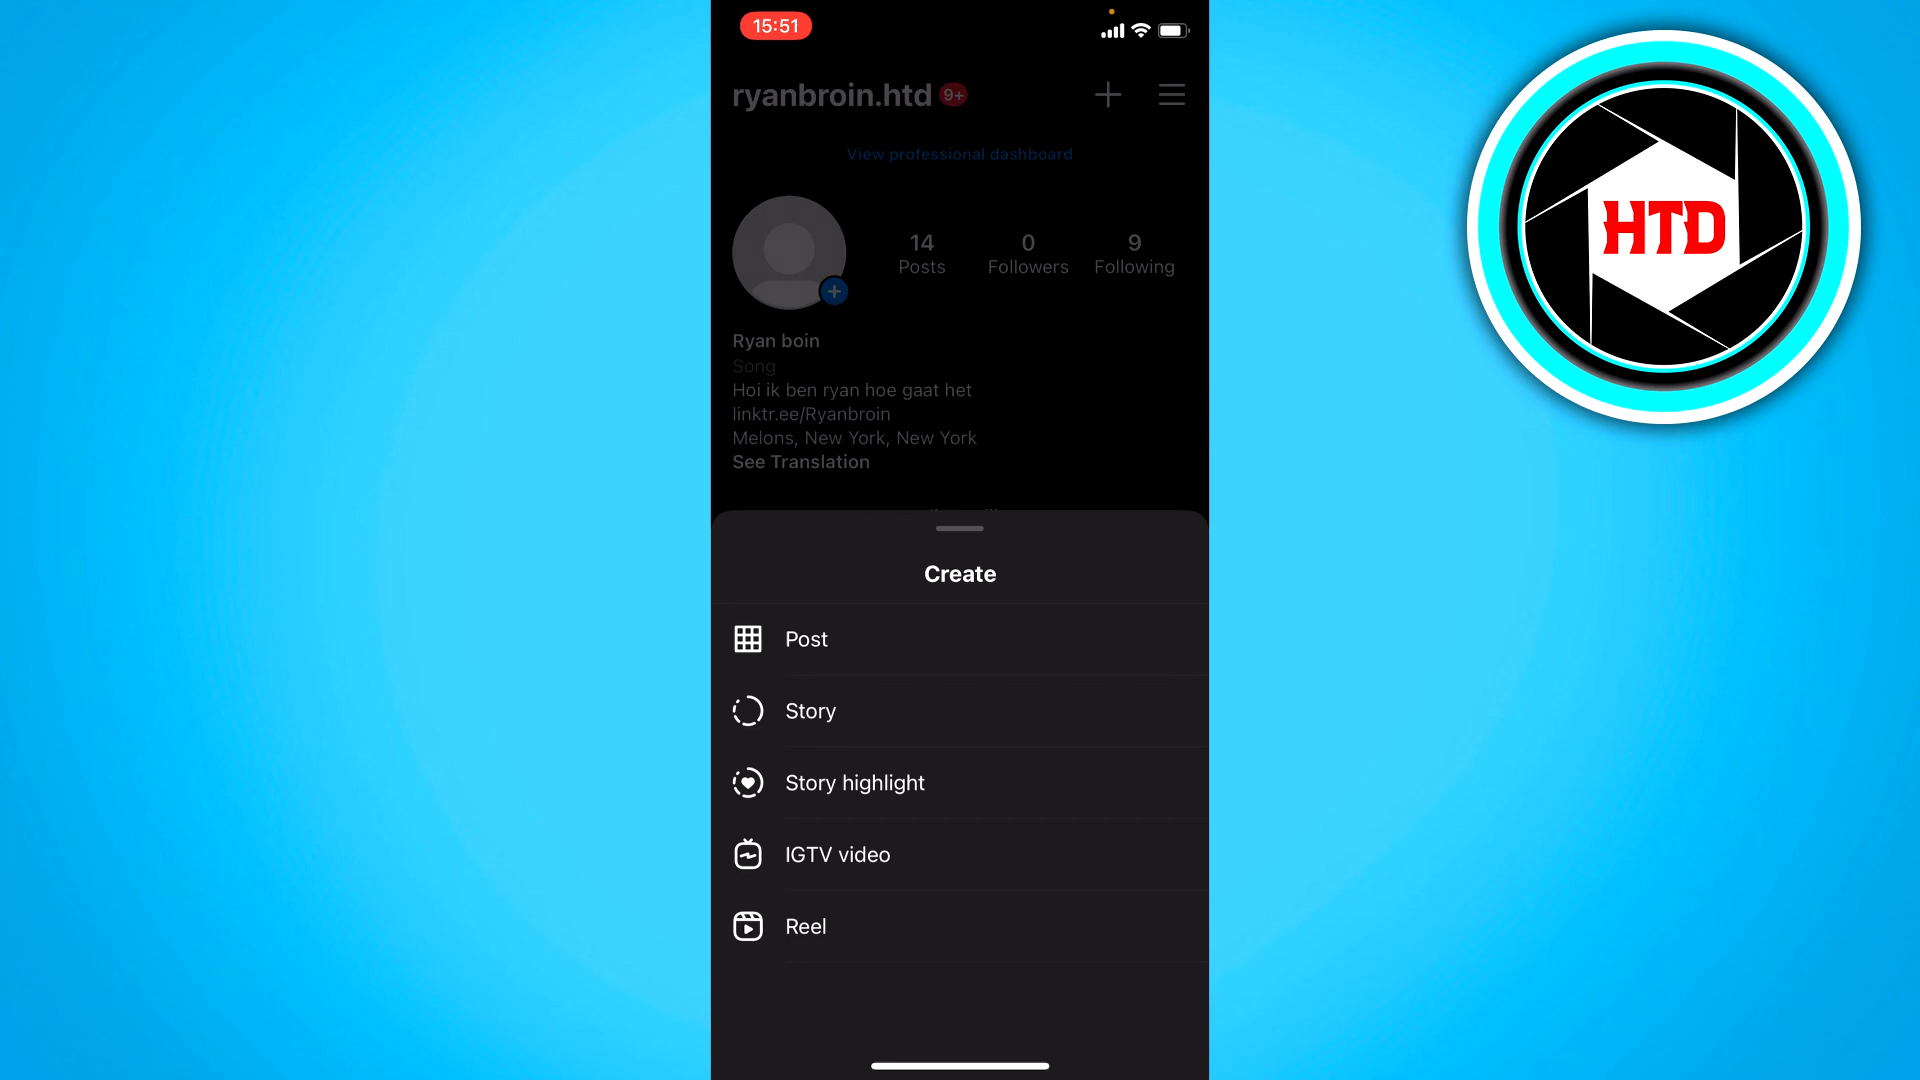 15:51
ryanbroin.htd 9+
View professional dashboard
14 0 9
Posts Followers Following
Ryan boin
Song
Hoi ik ben ryan hoe gaat het
linktr.ee/Ryanbroin
Melons, New York, New York
See Translation
Create
Post
Story
Story highlight
IGTV video
Reel
HTD